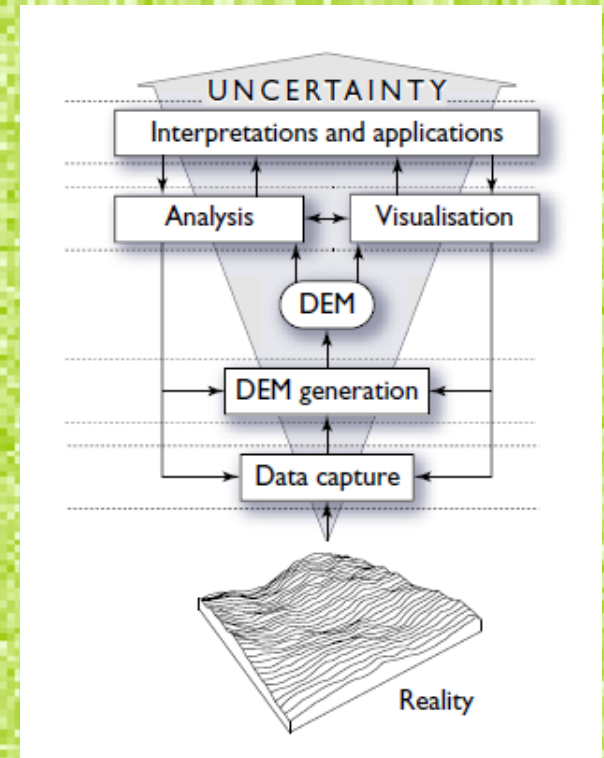 UNCERTAINTY
Interpretations and applications
Analysis
Visualisation
DEM
DEM generation
Data capture
Reality